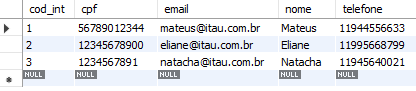 cod_int cpf email nome telefone
1 56789012344 mateus@itau.com.br Mateus 11944556633
2 12345678900 eliane@itau.com.br Eliane 11995668799
3 1234567891 natacha@itau.com.br Natacha 11945640021
NULL NULL NULL NULL NULL